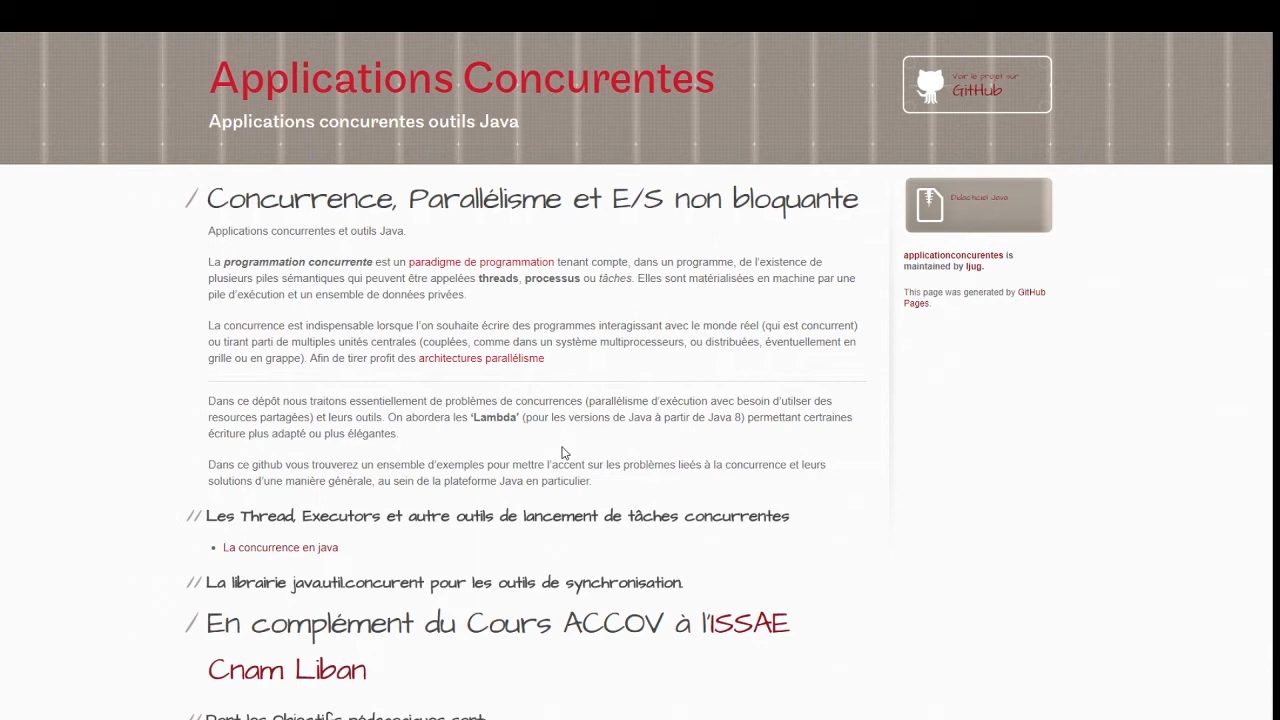 Applications Concurentes
Applications concurentes outils Java
Voir le projet sur
GitHub
/ Concurrence, Parallélisme et E/S non bloquante
Applications concurentes et outils Java.
La programmation concurrente est un paradigme de programmation tenant compte, dans un programme, de l'existence de
plusieurs piles sémantiques qui peuvent être appelées threads, processus ou tâches. Elles sont matérialisées en machine par une
pile d'exécution et un ensemble de données privées.
La concurrence est indispensable lorsque l'on souhaite écrire des programmes interagissant avec le monde réel (qui est concurrent)
ou tirant parti de multiples unités centrales (couplées, comme dans un système multiprocesseurs, ou distribuées, éventuellement en
grille ou en grappe). Afin de tirer profit des architectures parallélisme
Dans ce dépôt nous traitons essentiellement de problèmes de concurrences (parallélisme d'exécution avec besoin d'utilser des
resources partagées) et leurs outils. On abordera les 'Lambda' (pour les versions de Java à partir de Java 8) permettant certraines
écriture plus adapté ou plus élégantes.
Dans ce github vous trouverez un ensemble d'exemples pour mettre l'accent sur les problèmes lieés à la concurrence et leurs
solutions d'une manière générale, au sein de la plateforme Java en particulier.
// Les Thread, Executors et autre outils de lancement de tâches concurrentes
• La concurrence en java
// La librairie java.util.concurent pour les outils de synchronisation.
/ En complément du Cours ACCOV à l'ISSAE
Cnam Liban
// Dont les Objectifs pédagogiques sont
Didacticiel Java
applicationconcurentes is
maintained by ljug.
This page was generated by GitHub
Pages.